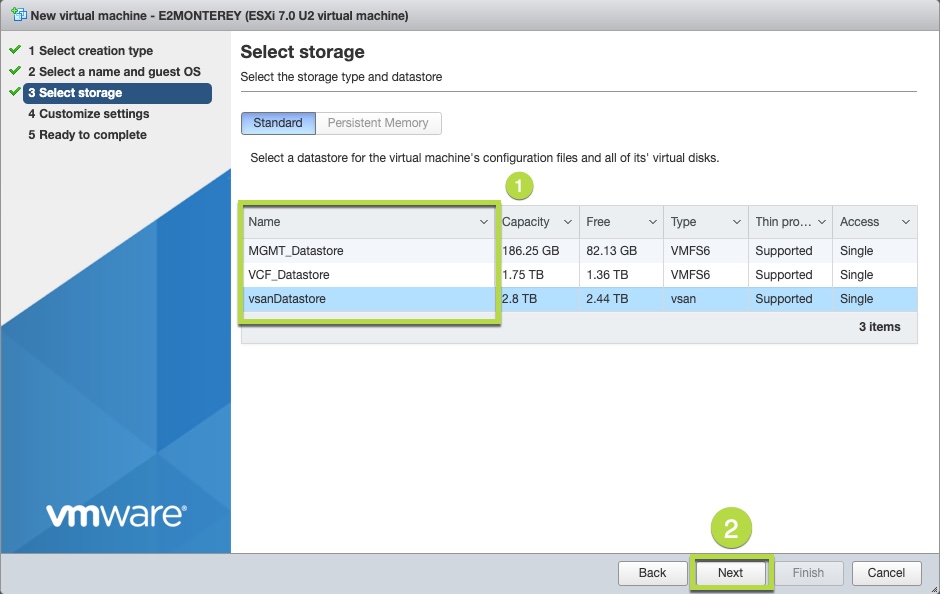 New virtual machine - E2MONTEREY (ESXi 7.0 U2 virtual machine)
1 Select creation type
2 Select a name and guest OS
3 Select storage
4 Customize settings
5 Ready to complete
vmware®
Select storage
Select the storage type and datastore
Standard Persistent Memory
Select a datastore for the virtual machine's configuration files and all of its' virtual disks.
1
Name Capacity Free Type Thin pro... Access
MGMT_Datastore 186.25 GB 82.13 GB VMFS6 Supported Single
VCF_Datastore 1.75 TB 1.36 TB VMFS6 Supported Single
vsanDatastore 2.8 TB 2.44 TB vsan Supported Single
3 items
2
Back Next Finish Cancel